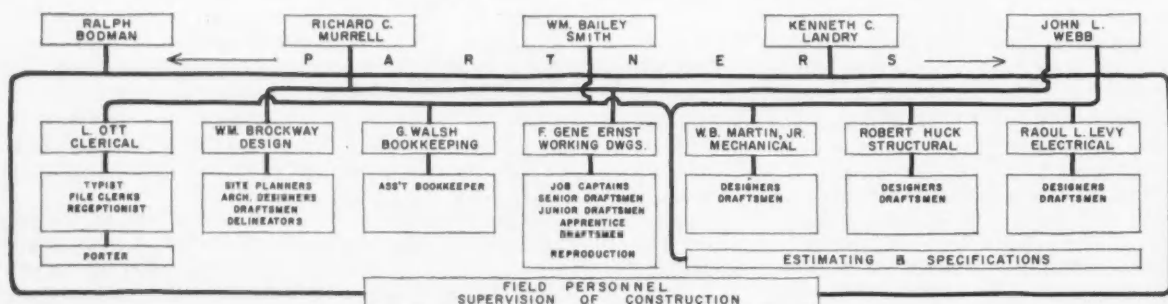 RALPH
BODMAN
RICHARD C.
MURRELL
WM. BAILEY
SMITH
KENNETH C.
LANDRY
JOHN L.
WEBB
PARTNERS
L. OTT
CLERICAL
WM. BROCKWAY
DESIGN
G. WALSH
BOOKKEEPING
F. GENE ERNST
WORKING DWGS.
W.B. MARTIN, JR.
MECHANICAL
ROBERT HUCK
STRUCTURAL
RAOUL L. LEVY
ELECTRICAL
TYPIST
FILE CLERKS
RECEPTIONIST
SITE PLANNERS
ARCH. DESIGNERS
DRAFTSMEN
DELINEATORS
ASS'T BOOKKEEPER
JOB CAPTAINS
SENIOR DRAFTSMEN
JUNIOR DRAFTSMEN
APPRENTICE
DRAFTSMEN
REPRODUCTION
DESIGNERS
DRAFTSMEN
DESIGNERS
DRAFTSMEN
DESIGNERS
DRAFTSMEN
PORTER
ESTIMATING & SPECIFICATIONS
FIELD PERSONNEL
SUPERVISION OF CONSTRUCTION